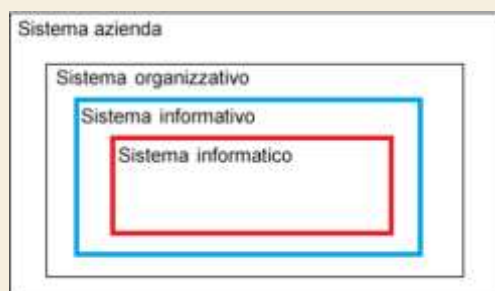 Sistema azienda
Sistema organizzativo
Sistema informativo
Sistema informatico